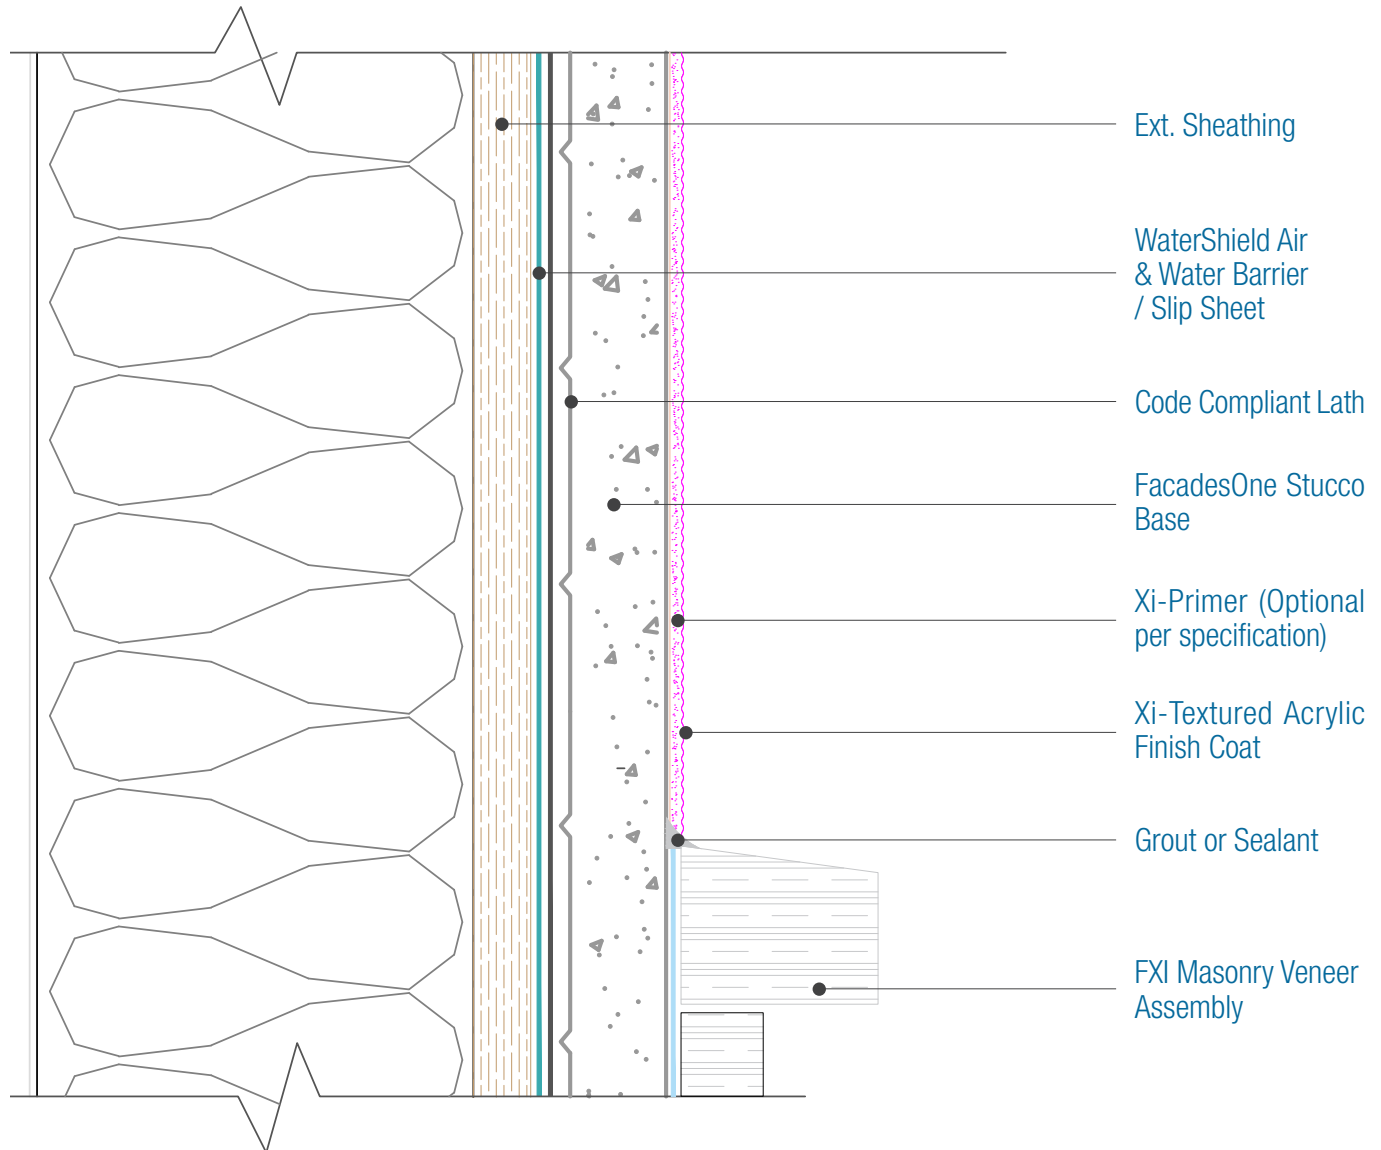 Ext. Sheathing
WaterShield Air
& Water Barrier
/ Slip Sheet
Code Compliant Lath
FacadesOne Stucco
Base
Xi-Primer (Optional
per specification)
Xi-Textured Acrylic
Finish Coat
Grout or Sealant
FXI Masonry Veneer
Assembly